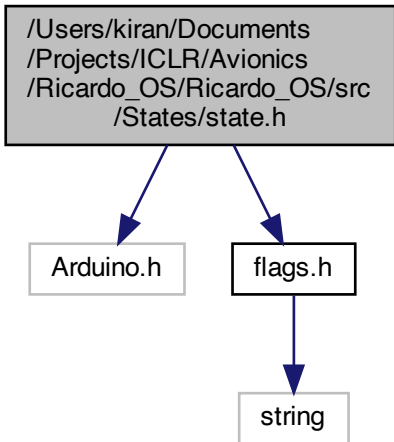 /Users/kiran/Documents
/Projects/ICLR/Avionics
/Ricardo_OS/Ricardo_OS/src
/States/state.h
Arduino.h
flags.h
string